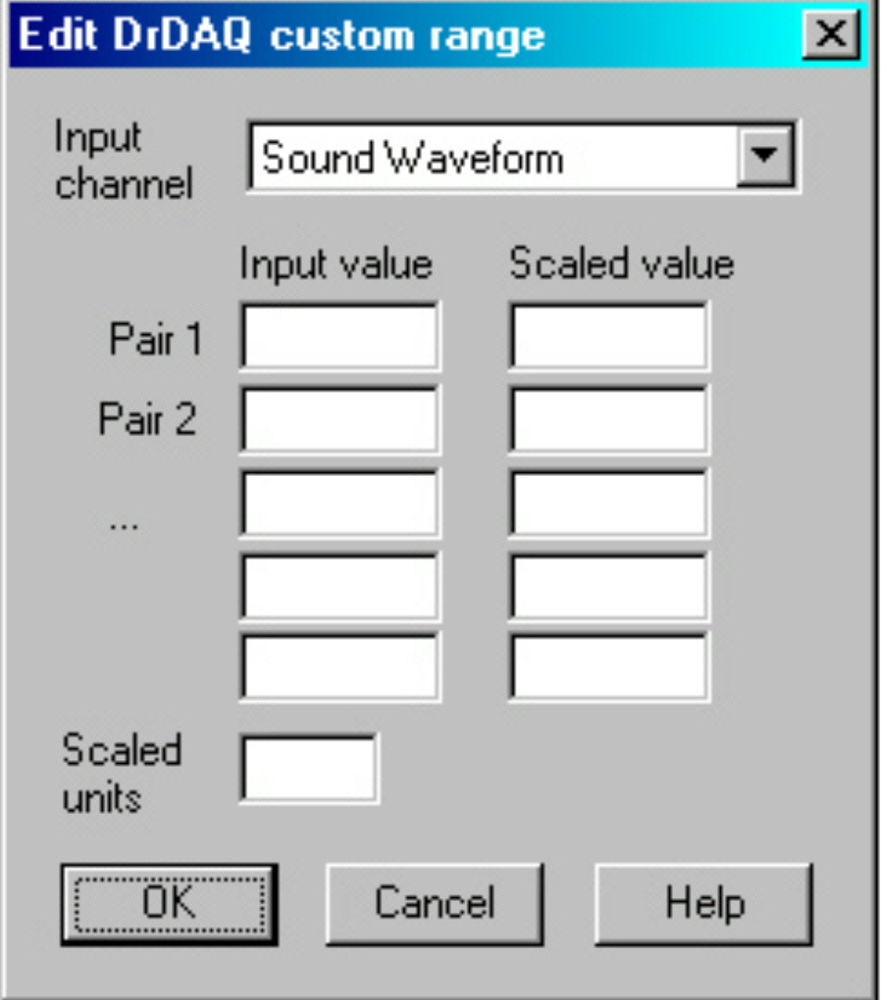 Edit DrDAQ custom range
Input
channel
Sound Waveform
Input value Scaled value
Pair 1
Pair 2
...
Scaled
units
OK Cancel Help